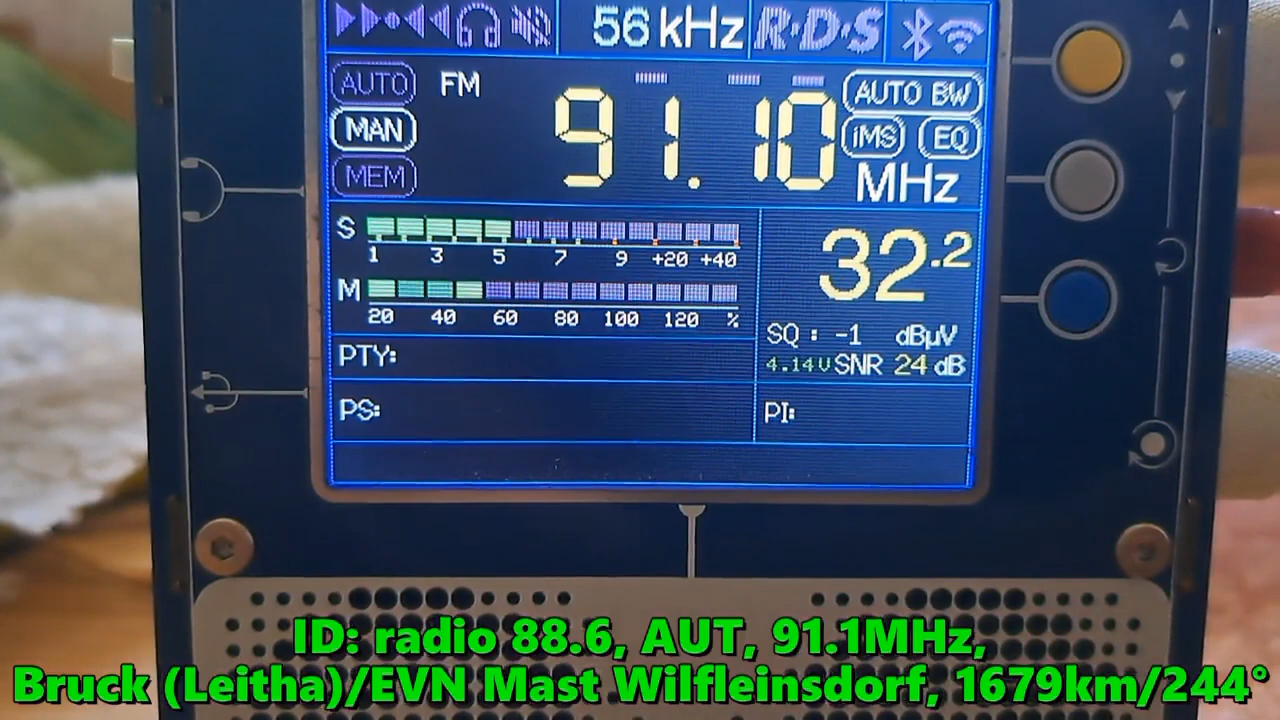 56 kHz R·D·S
AUTO FM 91.10 AUTO BW
MAN iMS EQ
MEM MHz
S 1 3 5 7 9 +20 +40
32.2
M 20 40 60 80 100 120 %
SQ : -1 dBµV
4.14V SNR 24 dB
PTY:
PS: PI:
ID: radio 88.6, AUT, 91.1MHz,
Bruck (Leitha)/EVN Mast Wilfleinsdorf, 1679km/244°